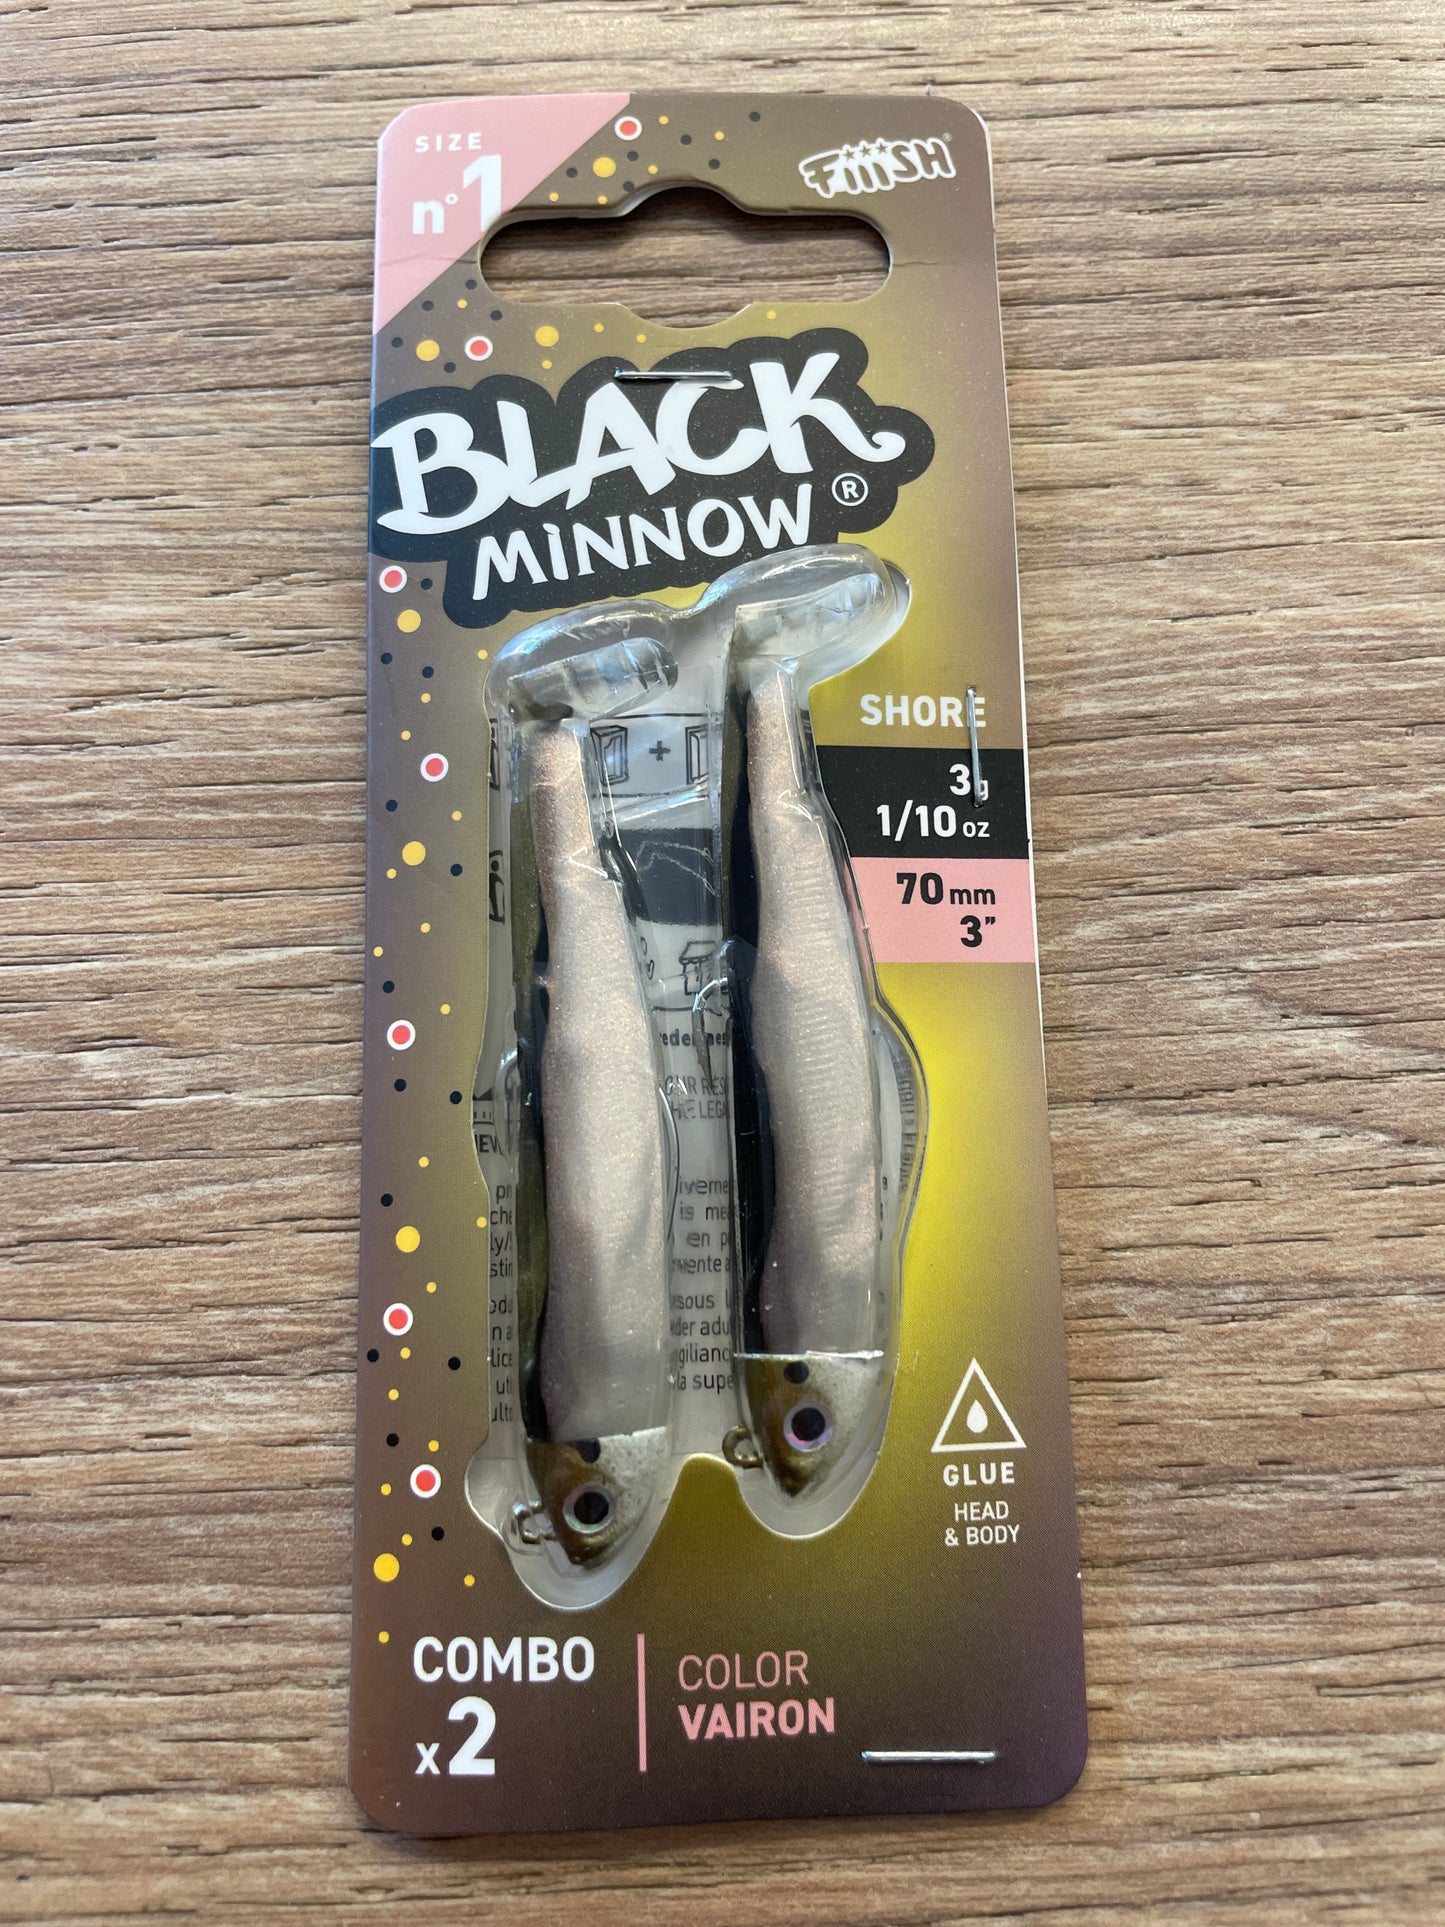 SIZE
n°1
FiiiSH®
BLACK
MiNNOW®
SHORE
3g
1/10 oz
70 mm
3”
GLUE
HEAD
& BODY
COMBO
x2
COLOR
VAIRON